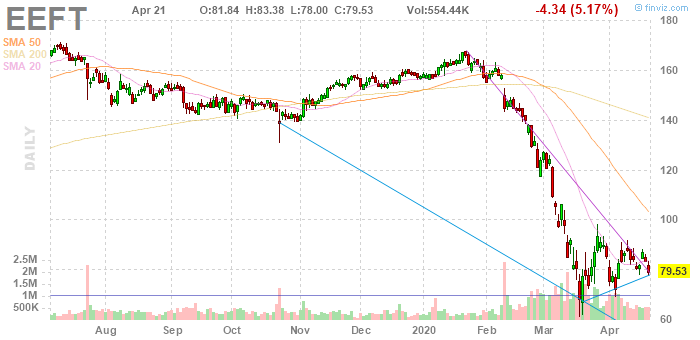 EEFT Apr 21 O:81.84 H:83.38 L:78.00 C:79.53 Vol:554.44K -4.34 (5.17%) © finviz.com
SMA 50
SMA 200
SMA 20
DAILY
180
160
140
120
100
79.53
60
2.5M
2M
1.5M
1M
500K
Aug Sep Oct Nov Dec 2020 Feb Mar Apr